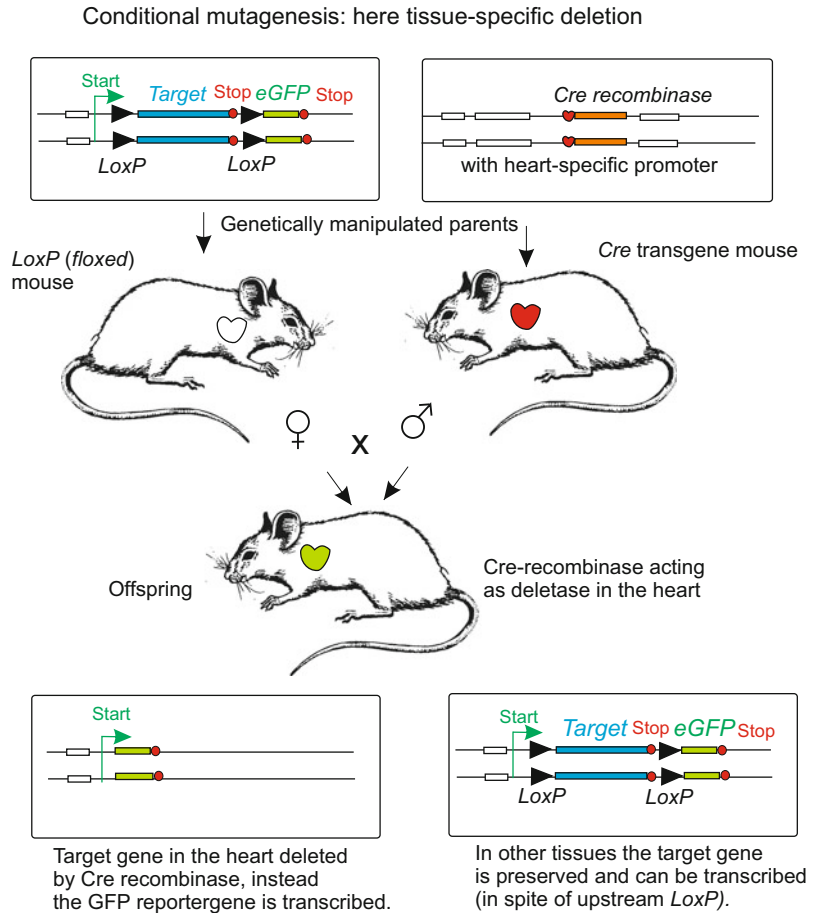 Conditional mutagenesis: here tissue-specific deletion
Start
Target Stop eGFP Stop
LoxP LoxP
Cre recombinase
with heart-specific promoter
Genetically manipulated parents
LoxP (floxed)
mouse
Cre transgene mouse
♀ x ♂
Offspring
Cre-recombinase acting
as deletase in the heart
Start
Target gene in the heart deleted
by Cre recombinase, instead
the GFP reportergene is transcribed.
Start
Target Stop eGFP Stop
LoxP LoxP
In other tissues the target gene
is preserved and can be transcribed
(in spite of upstream LoxP).